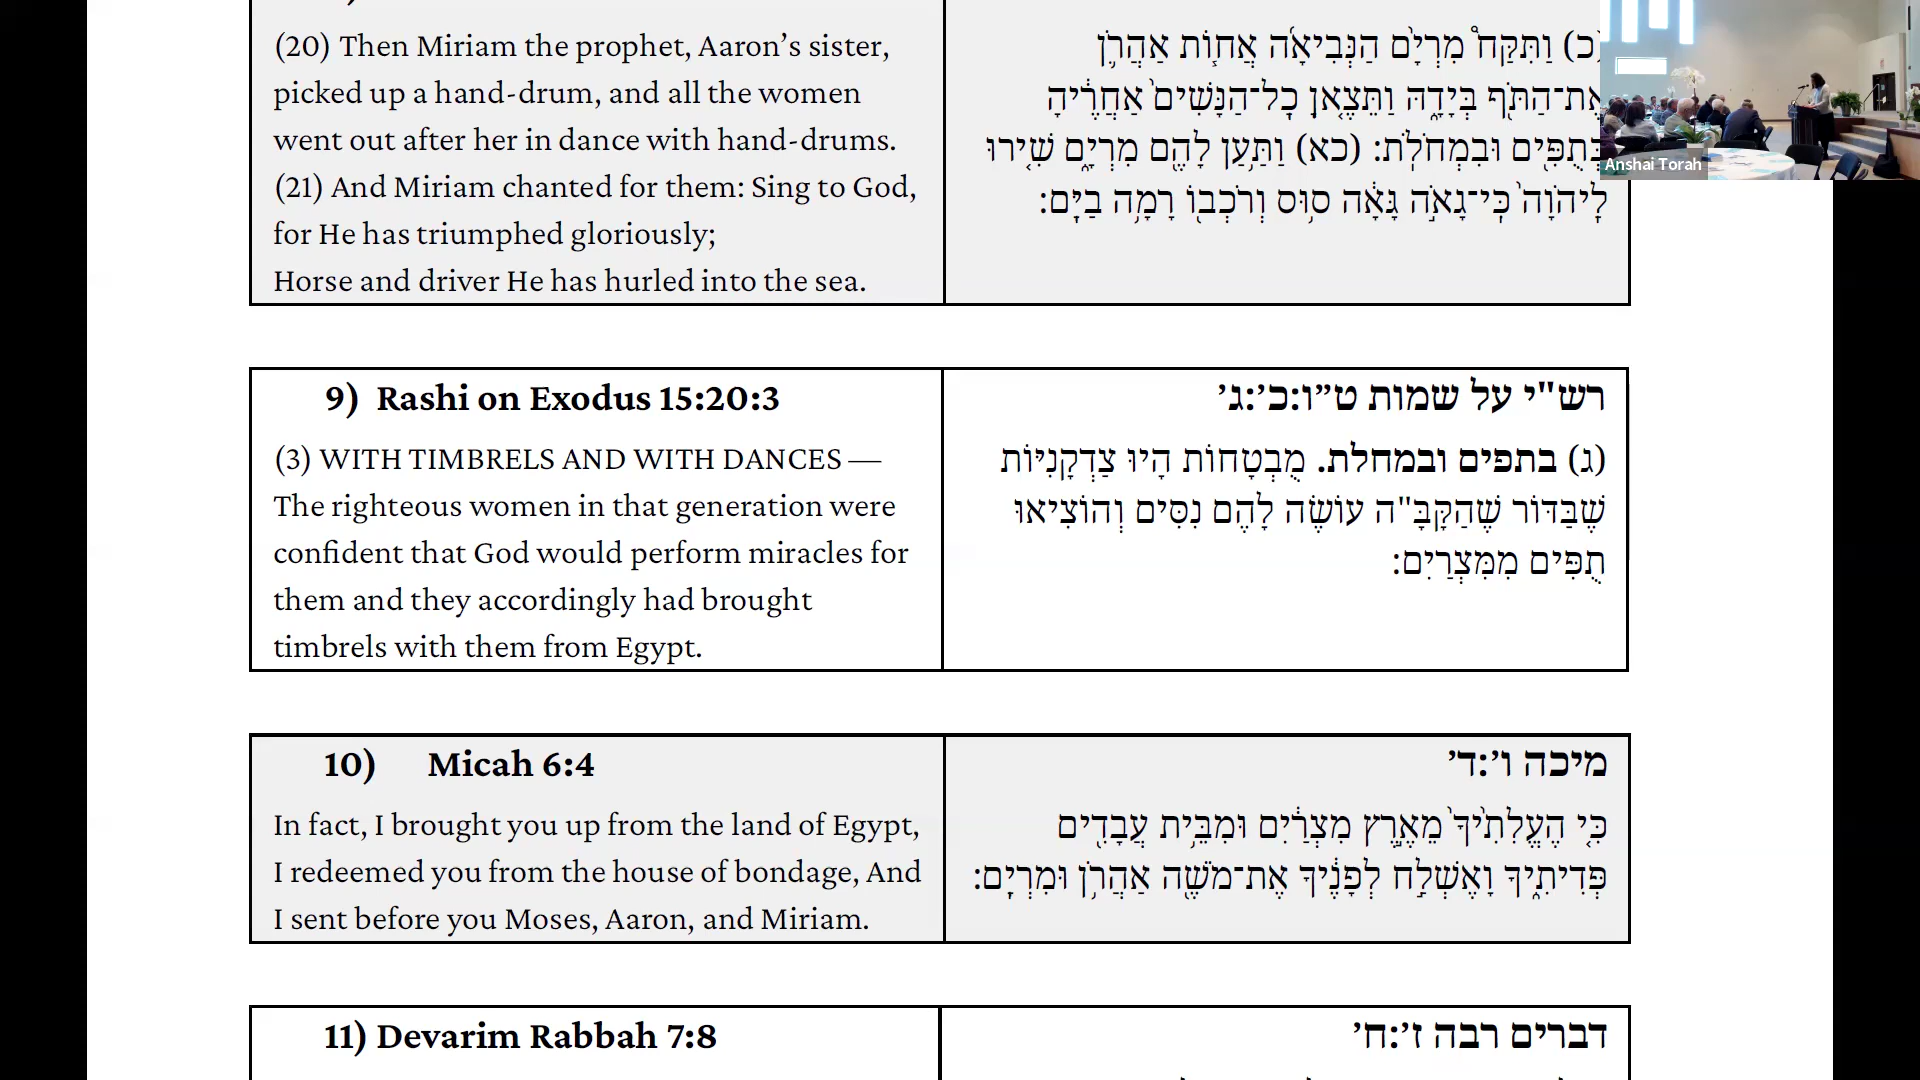 (20) Then Miriam the prophet, Aaron’s sister,
picked up a hand-drum, and all the women
went out after her in dance with hand-drums.
(21) And Miriam chanted for them: Sing to God,
for He has triumphed gloriously;
Horse and driver He has hurled into the sea.
(כ) וַתִּקַּח֩ מִרְיָ֨ם הַנְּבִיאָ֜ה אֲח֧וֹת אַהֲרֹ֛ן
אֶת־הַתֹּ֖ף בְּיָדָ֑הּ וַתֵּצֶ֤אןָ כׇֽל־הַנָּשִׁים֙ אַחֲרֶ֔יהָ
בְּתֻפִּ֖ים וּבִמְחֹלֹֽת׃ (כא) וַתַּ֥עַן לָהֶ֖ם מִרְיָ֑ם שִׁ֤ירוּ
לַֽיהֹוָה֙ כִּֽי־גָאֹ֣ה גָּאָ֔ה ס֥וּס וְרֹכְב֖וֹ רָמָ֥ה בַיָּֽם׃
Anshai Torah
9) Rashi on Exodus 15:20:3
(3) WITH TIMBRELS AND WITH DANCES —
The righteous women in that generation were
confident that God would perform miracles for
them and they accordingly had brought
timbrels with them from Egypt.
רש"י על שמות ט״ו:כ׳:ג׳
(ג) בתפים ובמחלת. מֻבְטָחוֹת הָיוּ צַדְקָנִיּוֹת
שֶׁבַּדּוֹר שֶׁהַקָּבָּ"ה עוֹשֶׂה לָהֶם נִסִּים וְהוֹצִיאוּ
תֻפִּים מִמִּצְרַיִם:
10) Micah 6:4
In fact, I brought you up from the land of Egypt,
I redeemed you from the house of bondage, And
I sent before you Moses, Aaron, and Miriam.
מיכה ו׳:ד׳
כִּ֤י הֶעֱלִתִ֙יךָ֙ מֵאֶ֣רֶץ מִצְרַ֔יִם וּמִבֵּ֥ית עֲבָדִ֖ים
פְּדִיתִ֑יךָ וָאֶשְׁלַ֣ח לְפָנֶ֔יךָ אֶת־מֹשֶׁ֖ה אַהֲרֹ֥ן וּמִרְיָֽם׃
11) Devarim Rabbah 7:8
דברים רבה ז׳:ח׳